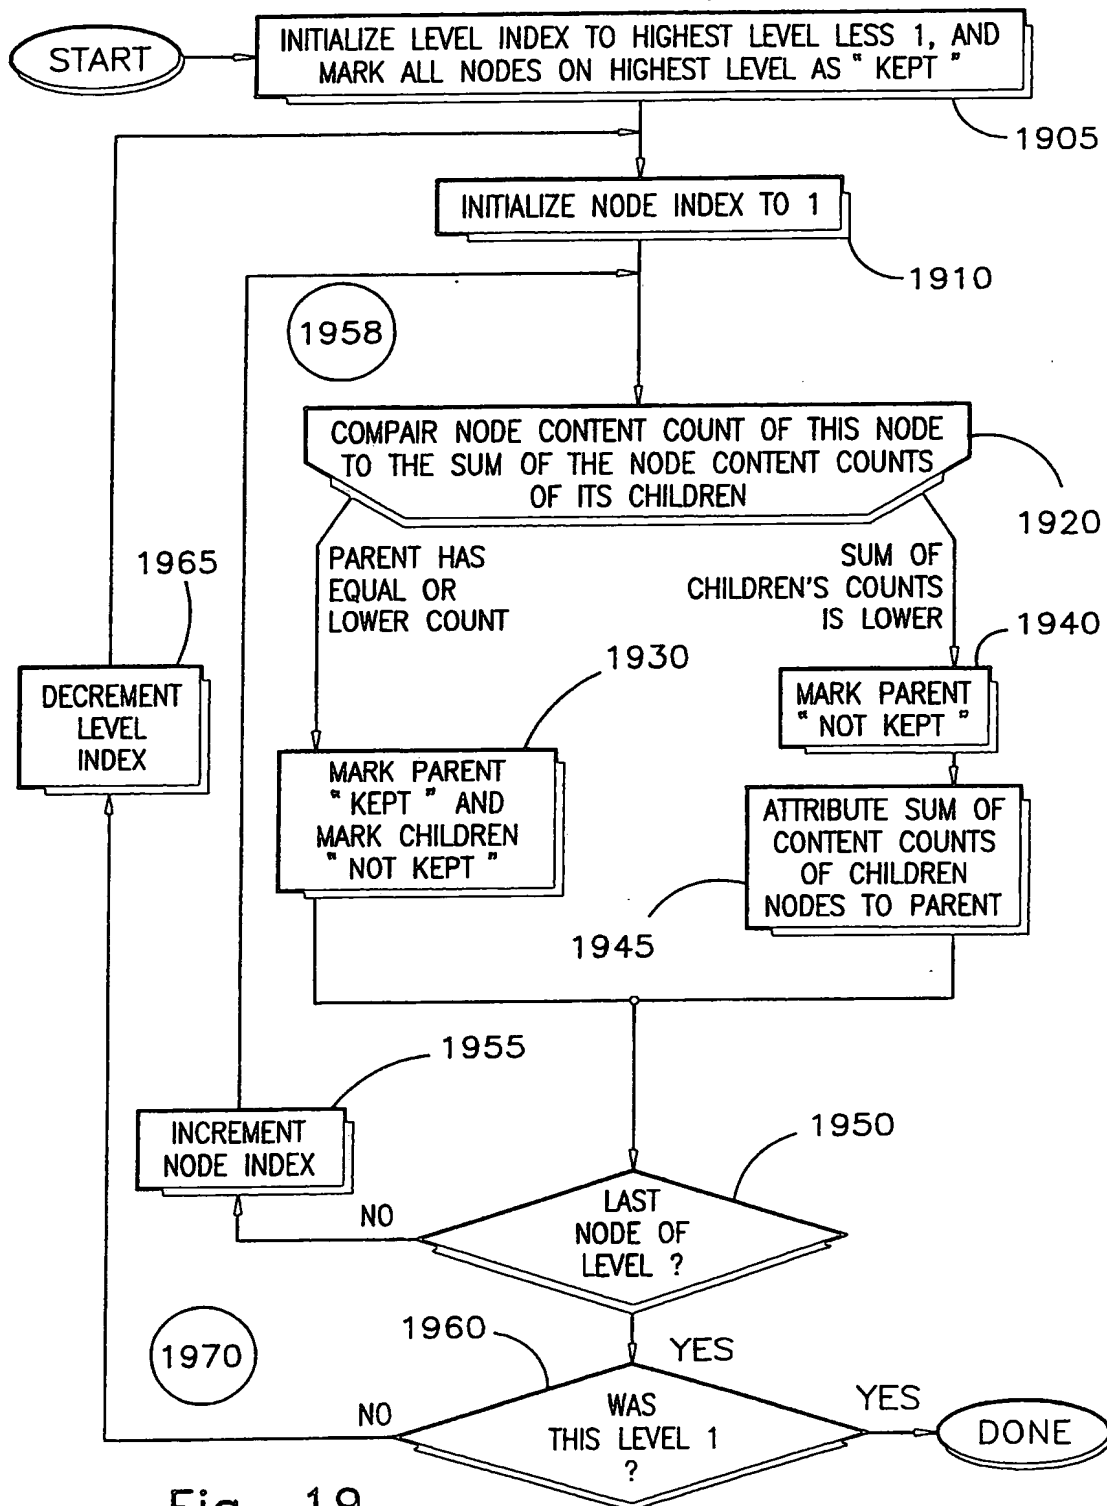 START
INITIALIZE LEVEL INDEX TO HIGHEST LEVEL LESS 1, AND
MARK ALL NODES ON HIGHEST LEVEL AS " KEPT "
1905
INITIALIZE NODE INDEX TO 1
1910
1958
COMPAIR NODE CONTENT COUNT OF THIS NODE
TO THE SUM OF THE NODE CONTENT COUNTS
OF ITS CHILDREN
1920
PARENT HAS
EQUAL OR
LOWER COUNT
SUM OF
CHILDREN'S COUNTS
IS LOWER
1965
DECREMENT
LEVEL
INDEX
1930
MARK PARENT
" KEPT " AND
MARK CHILDREN
" NOT KEPT "
1940
MARK PARENT
" NOT KEPT "
ATTRIBUTE SUM OF
CONTENT COUNTS
OF CHILDREN
NODES TO PARENT
1945
1955
INCREMENT
NODE INDEX
NO
1950
LAST
NODE OF
LEVEL ?
YES
1970
1960
NO
WAS
THIS LEVEL 1
?
YES
DONE
Fig. 19